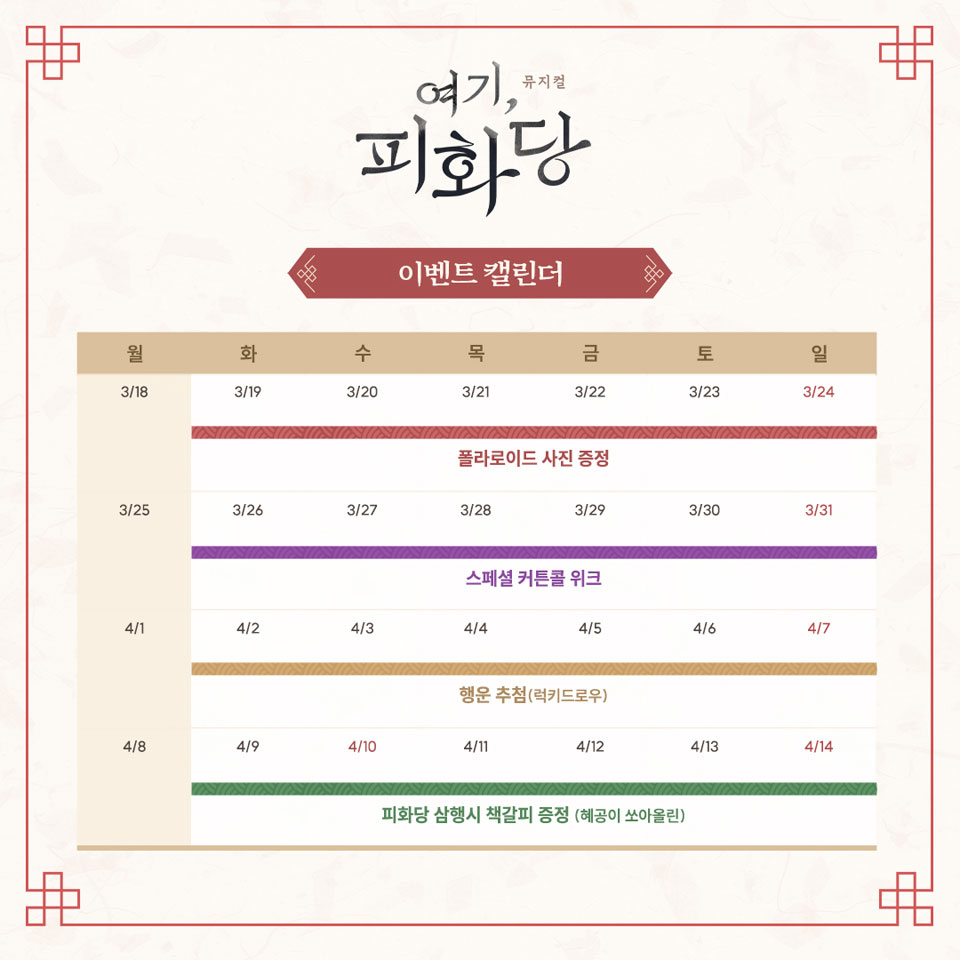 여기,
뮤지컬
피화당
이벤트 캘린더
월 화 수 목 금 토 일
3/18 3/19 3/20 3/21 3/22 3/23 3/24
폴라로이드 사진 증정
3/25 3/26 3/27 3/28 3/29 3/30 3/31
스페셜 커튼콜 위크
4/1 4/2 4/3 4/4 4/5 4/6 4/7
행운 추첨(럭키드로우)
4/8 4/9 4/10 4/11 4/12 4/13 4/14
피화당 삼행시 책갈피 증정 (혜공이 쏘아올린)